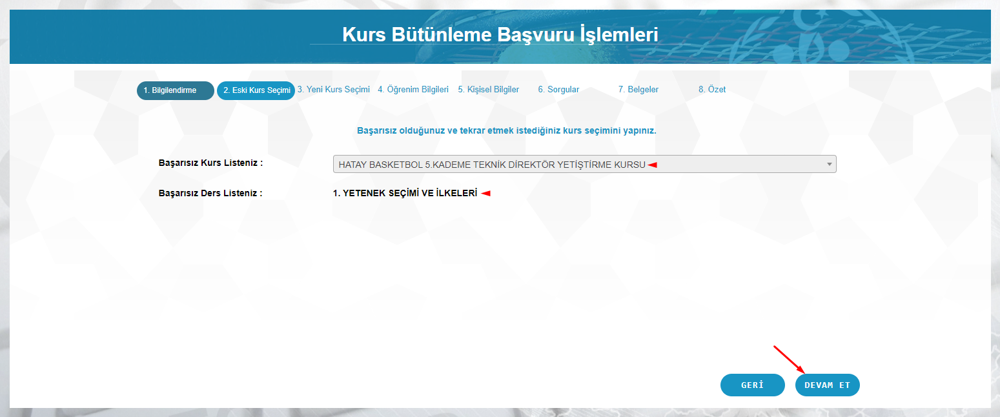 Kurs Bütünleme Başvuru İşlemleri
1. Bilgilendirme 2. Eski Kurs Seçimi 3. Yeni Kurs Seçimi 4. Öğrenim Bilgileri 5. Kişisel Bilgiler 6. Sorgular 7. Belgeler 8. Özet
Başarısız olduğunuz ve tekrar etmek istediğiniz kurs seçimini yapınız.
Başarısız Kurs Listeniz : HATAY BASKETBOL 5.KADEME TEKNİK DİREKTÖR YETİŞTİRME KURSU
Başarısız Ders Listeniz : 1. YETENEK SEÇİMİ VE İLKELERİ
GERİ DEVAM ET